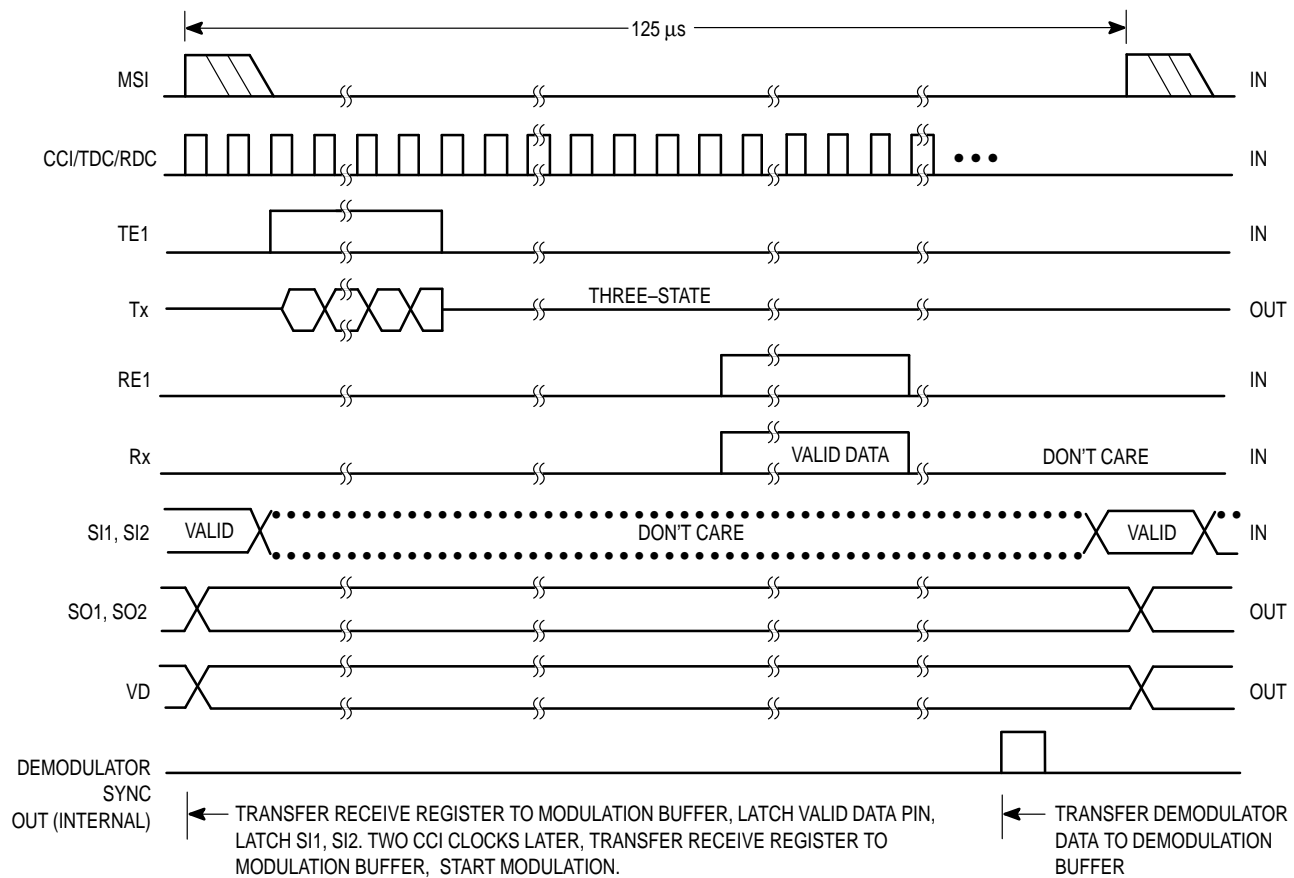 125 μs
MSI
IN
CCI/TDC/RDC
IN
TE1
IN
Tx
THREE–STATE
OUT
RE1
IN
Rx
VALID DATA
DON'T CARE
IN
SI1, SI2
VALID
DON'T CARE
VALID
IN
SO1, SO2
OUT
VD
OUT
DEMODULATOR
SYNC
OUT (INTERNAL)
TRANSFER RECEIVE REGISTER TO MODULATION BUFFER, LATCH VALID DATA PIN,
LATCH SI1, SI2. TWO CCI CLOCKS LATER, TRANSFER RECEIVE REGISTER TO
MODULATION BUFFER, START MODULATION.
TRANSFER DEMODULATOR
DATA TO DEMODULATION
BUFFER